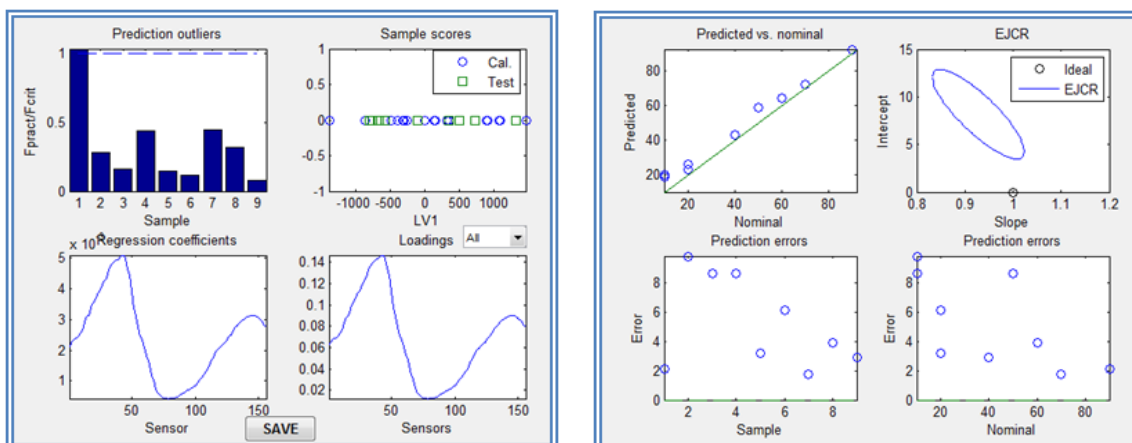 Prediction outliers
Fpract/Fcrit
1
0.5
0
1 2 3 4 5 6 7 8 9
Sample
Sample scores
Cal.
Test
1
0.5
0
-0.5
-1
-1000 -500 0 500 1000
LV1
Regression coefficients
5
4
3
2
1
50 100 150
Sensor
Loadings
All
0.14
0.12
0.1
0.08
0.06
0.04
0.02
50 100 150
Sensors
SAVE
Predicted vs. nominal
Predicted
80
60
40
20
20 40 60 80
Nominal
EJCR
Ideal
EJCR
Intercept
15
10
5
0
0.8 0.9 1 1.1 1.2
Slope
Prediction errors
Error
8
6
4
2
0
2 4 6 8
Sample
Prediction errors
Error
8
6
4
2
0
20 40 60 80
Nominal